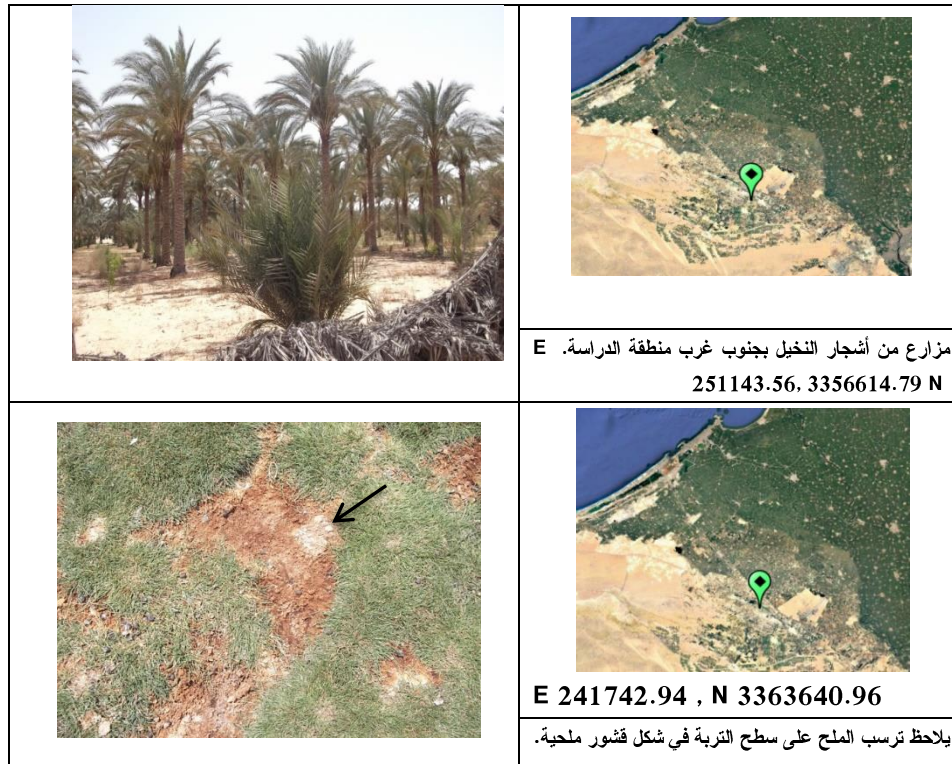 مزارع من أشجار النخيل بجنوب غرب منطقة الدراسة. E
251143.56, 3356614.79 N
E 241742.94 , N 3363640.96
يلاحظ ترسب الملح على سطح التربة في شكل قشور ملحية.